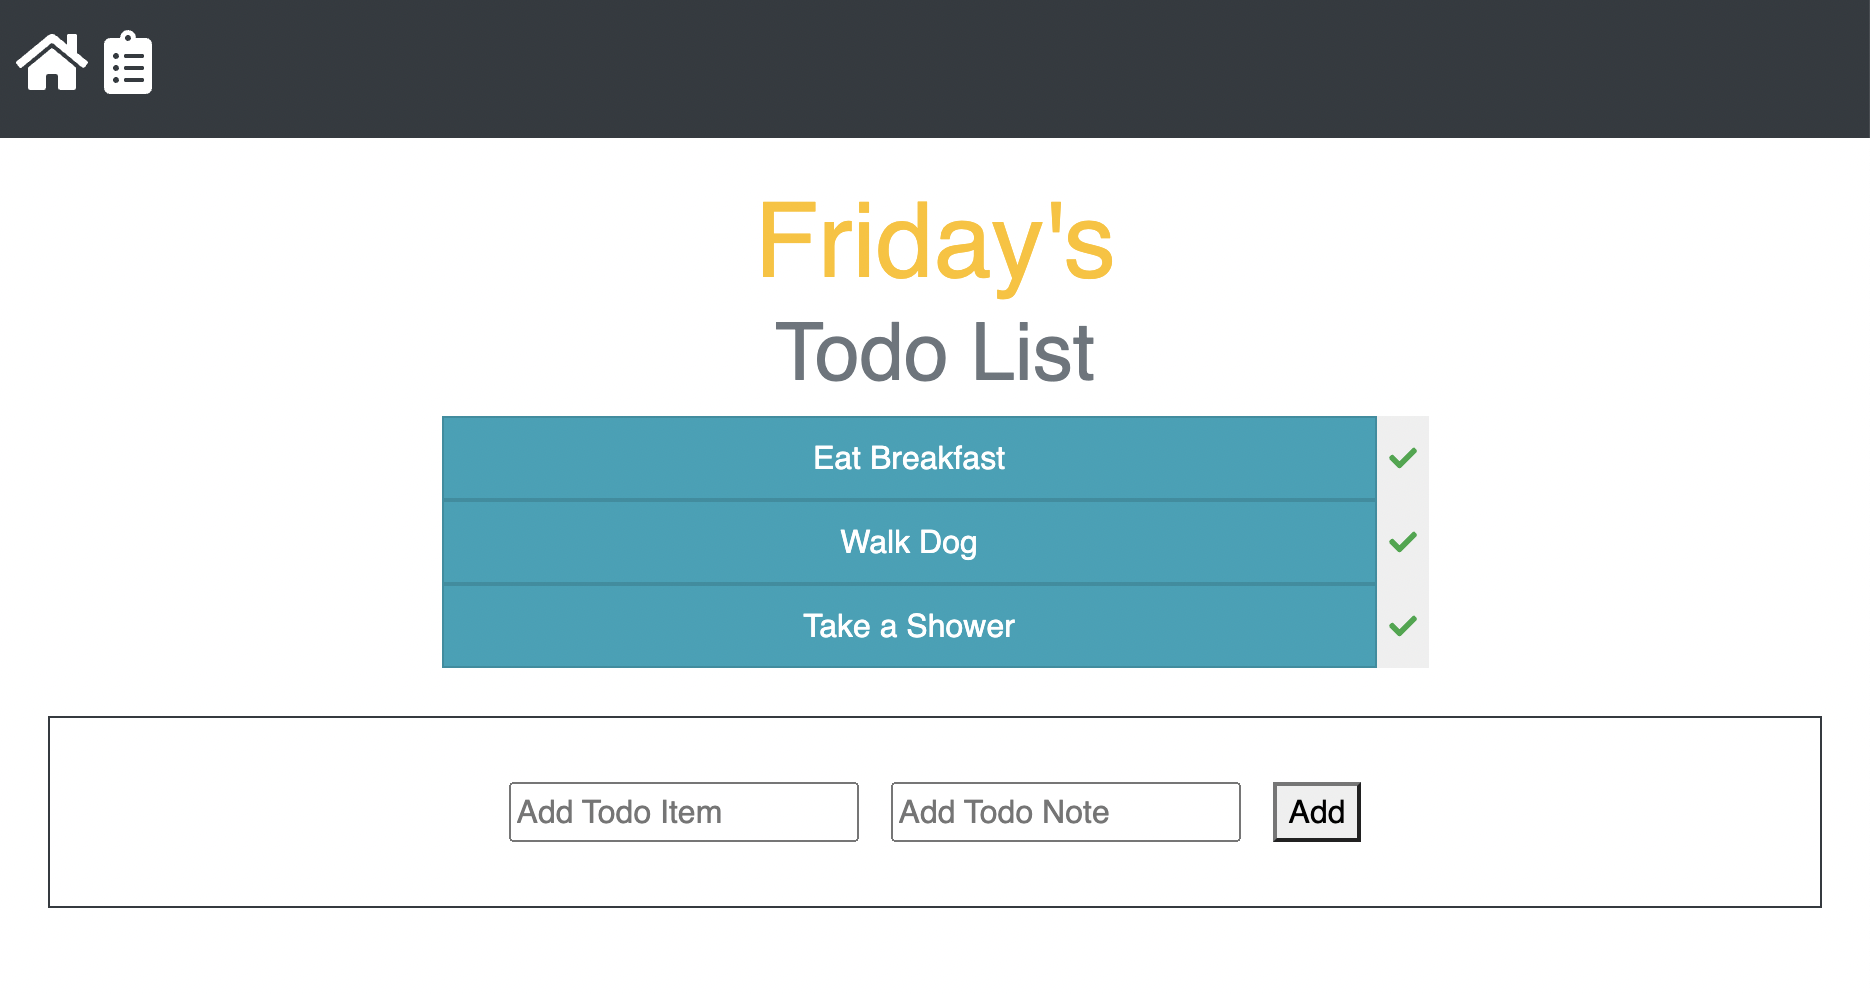 Friday's
Todo List
Eat Breakfast
Walk Dog
Take a Shower
Add Todo Item Add Todo Note Add